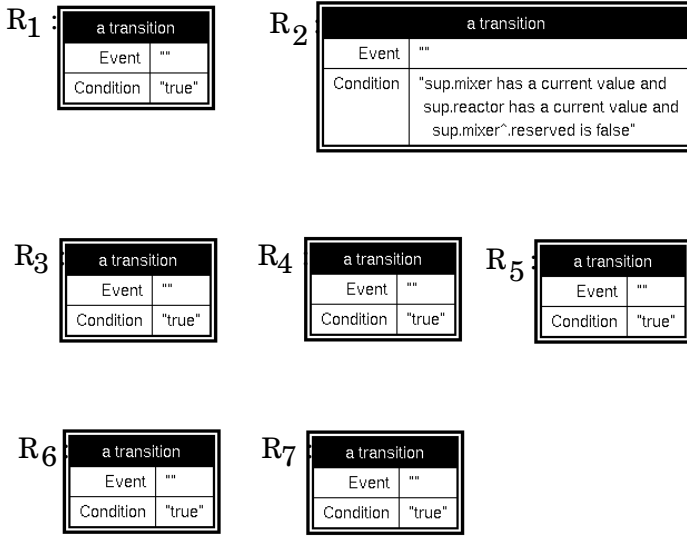 R1 : a transition
Event ""
Condition "true"
R2 : a transition
Event ""
Condition "sup.mixer has a current value and
sup.reactor has a current value and
sup.mixer^.reserved is false"
R3 : a transition
Event ""
Condition "true"
R4 : a transition
Event ""
Condition "true"
R5 : a transition
Event ""
Condition "true"
R6 : a transition
Event ""
Condition "true"
R7 : a transition
Event ""
Condition "true"